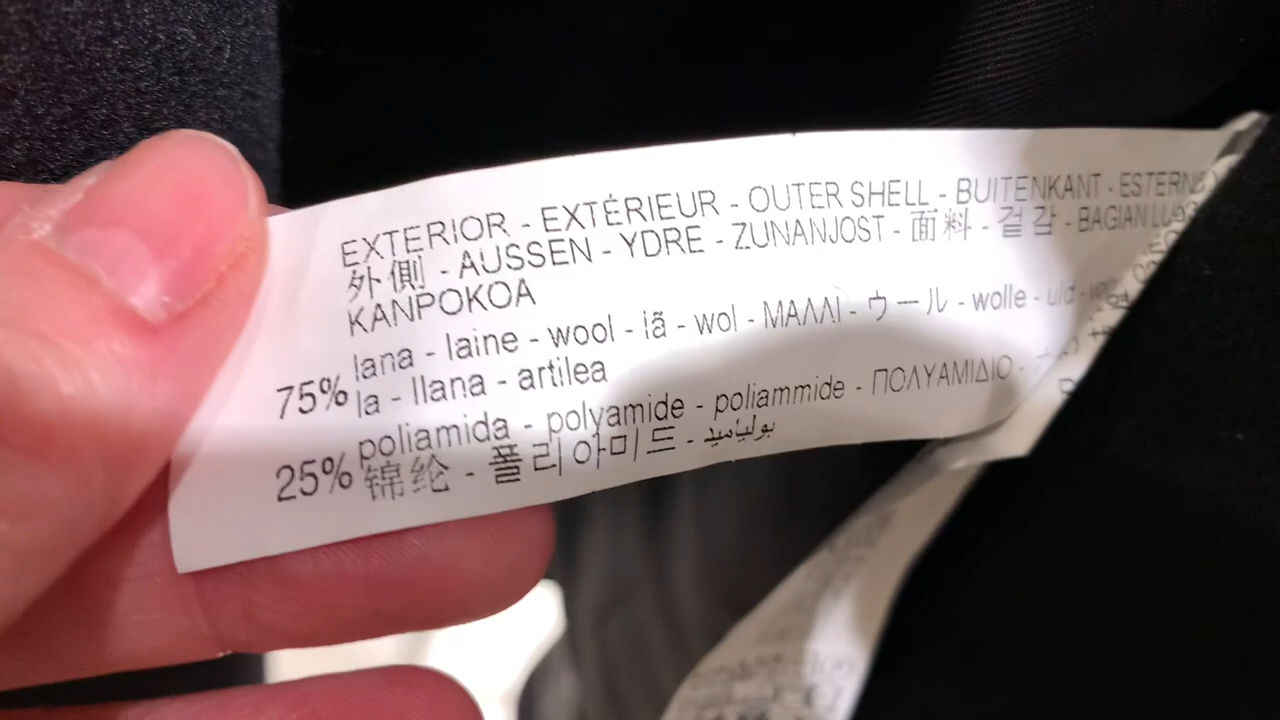 EXTERIOR - EXTÉRIEUR - OUTER SHELL - BUITENKANT - ESTERNO
外側 - AUSSEN - YDRE - ZUNANJOST - 面料 - 겉감 - BAGIAN
KANPOKOA
75% lana - laine - wool - lã - wol - ΜΑΛΛΙ - ウール - wolle - uld
la - llana - artilea
25% poliamida - polyamide - poliammide - ΠΟΛΥΑΜΙΔΙΟ -
锦纶 - 폴리아미드 - بولياميد